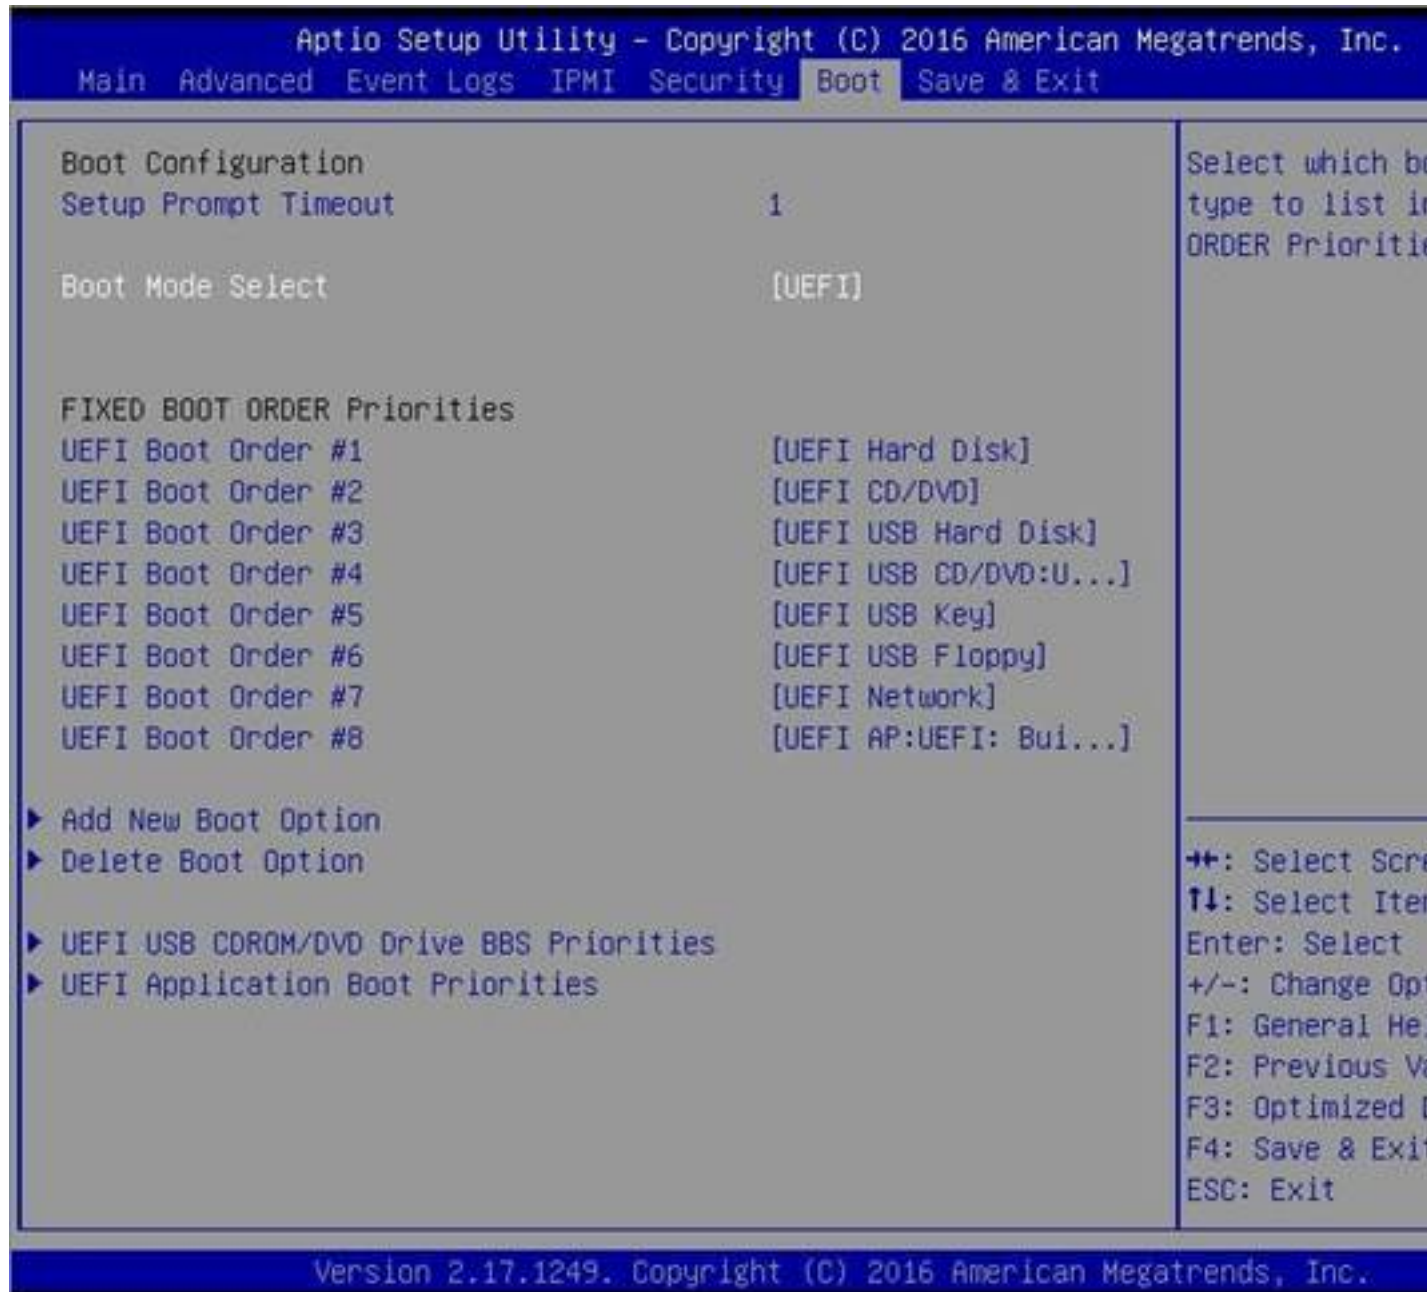 Aptio Setup Utility – Copyright (C) 2016 American Megatrends, Inc.
Main Advanced Event Logs IPMI Security Boot Save & Exit
Boot Configuration
Setup Prompt Timeout 1
Boot Mode Select [UEFI]
FIXED BOOT ORDER Priorities
UEFI Boot Order #1 [UEFI Hard Disk]
UEFI Boot Order #2 [UEFI CD/DVD]
UEFI Boot Order #3 [UEFI USB Hard Disk]
UEFI Boot Order #4 [UEFI USB CD/DVD:U...]
UEFI Boot Order #5 [UEFI USB Key]
UEFI Boot Order #6 [UEFI USB Floppy]
UEFI Boot Order #7 [UEFI Network]
UEFI Boot Order #8 [UEFI AP:UEFI: Bui...]
Add New Boot Option
Delete Boot Option
UEFI USB CDROM/DVD Drive BBS Priorities
UEFI Application Boot Priorities
Select which
type to list
ORDER
: Select
↑↓: Select
Enter: Select
+/-: Change
F1: General
F2: Previous
F3: Optimized
F4: Save &
ESC: Exit
Version 2.17.1249. Copyright (C) 2016 American Megatrends, Inc.